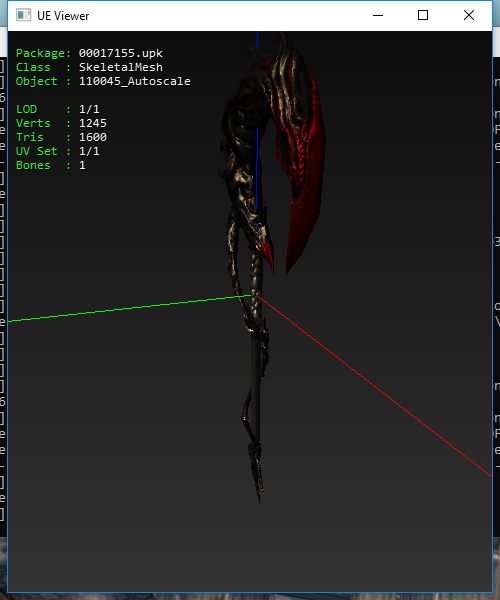 UE Viewer
Package: 00017155.upk
Class : SkeletalMesh
Object : 110045_Autoscale
LOD : 1/1
Verts : 1245
Tris : 1600
UV Set : 1/1
Bones : 1